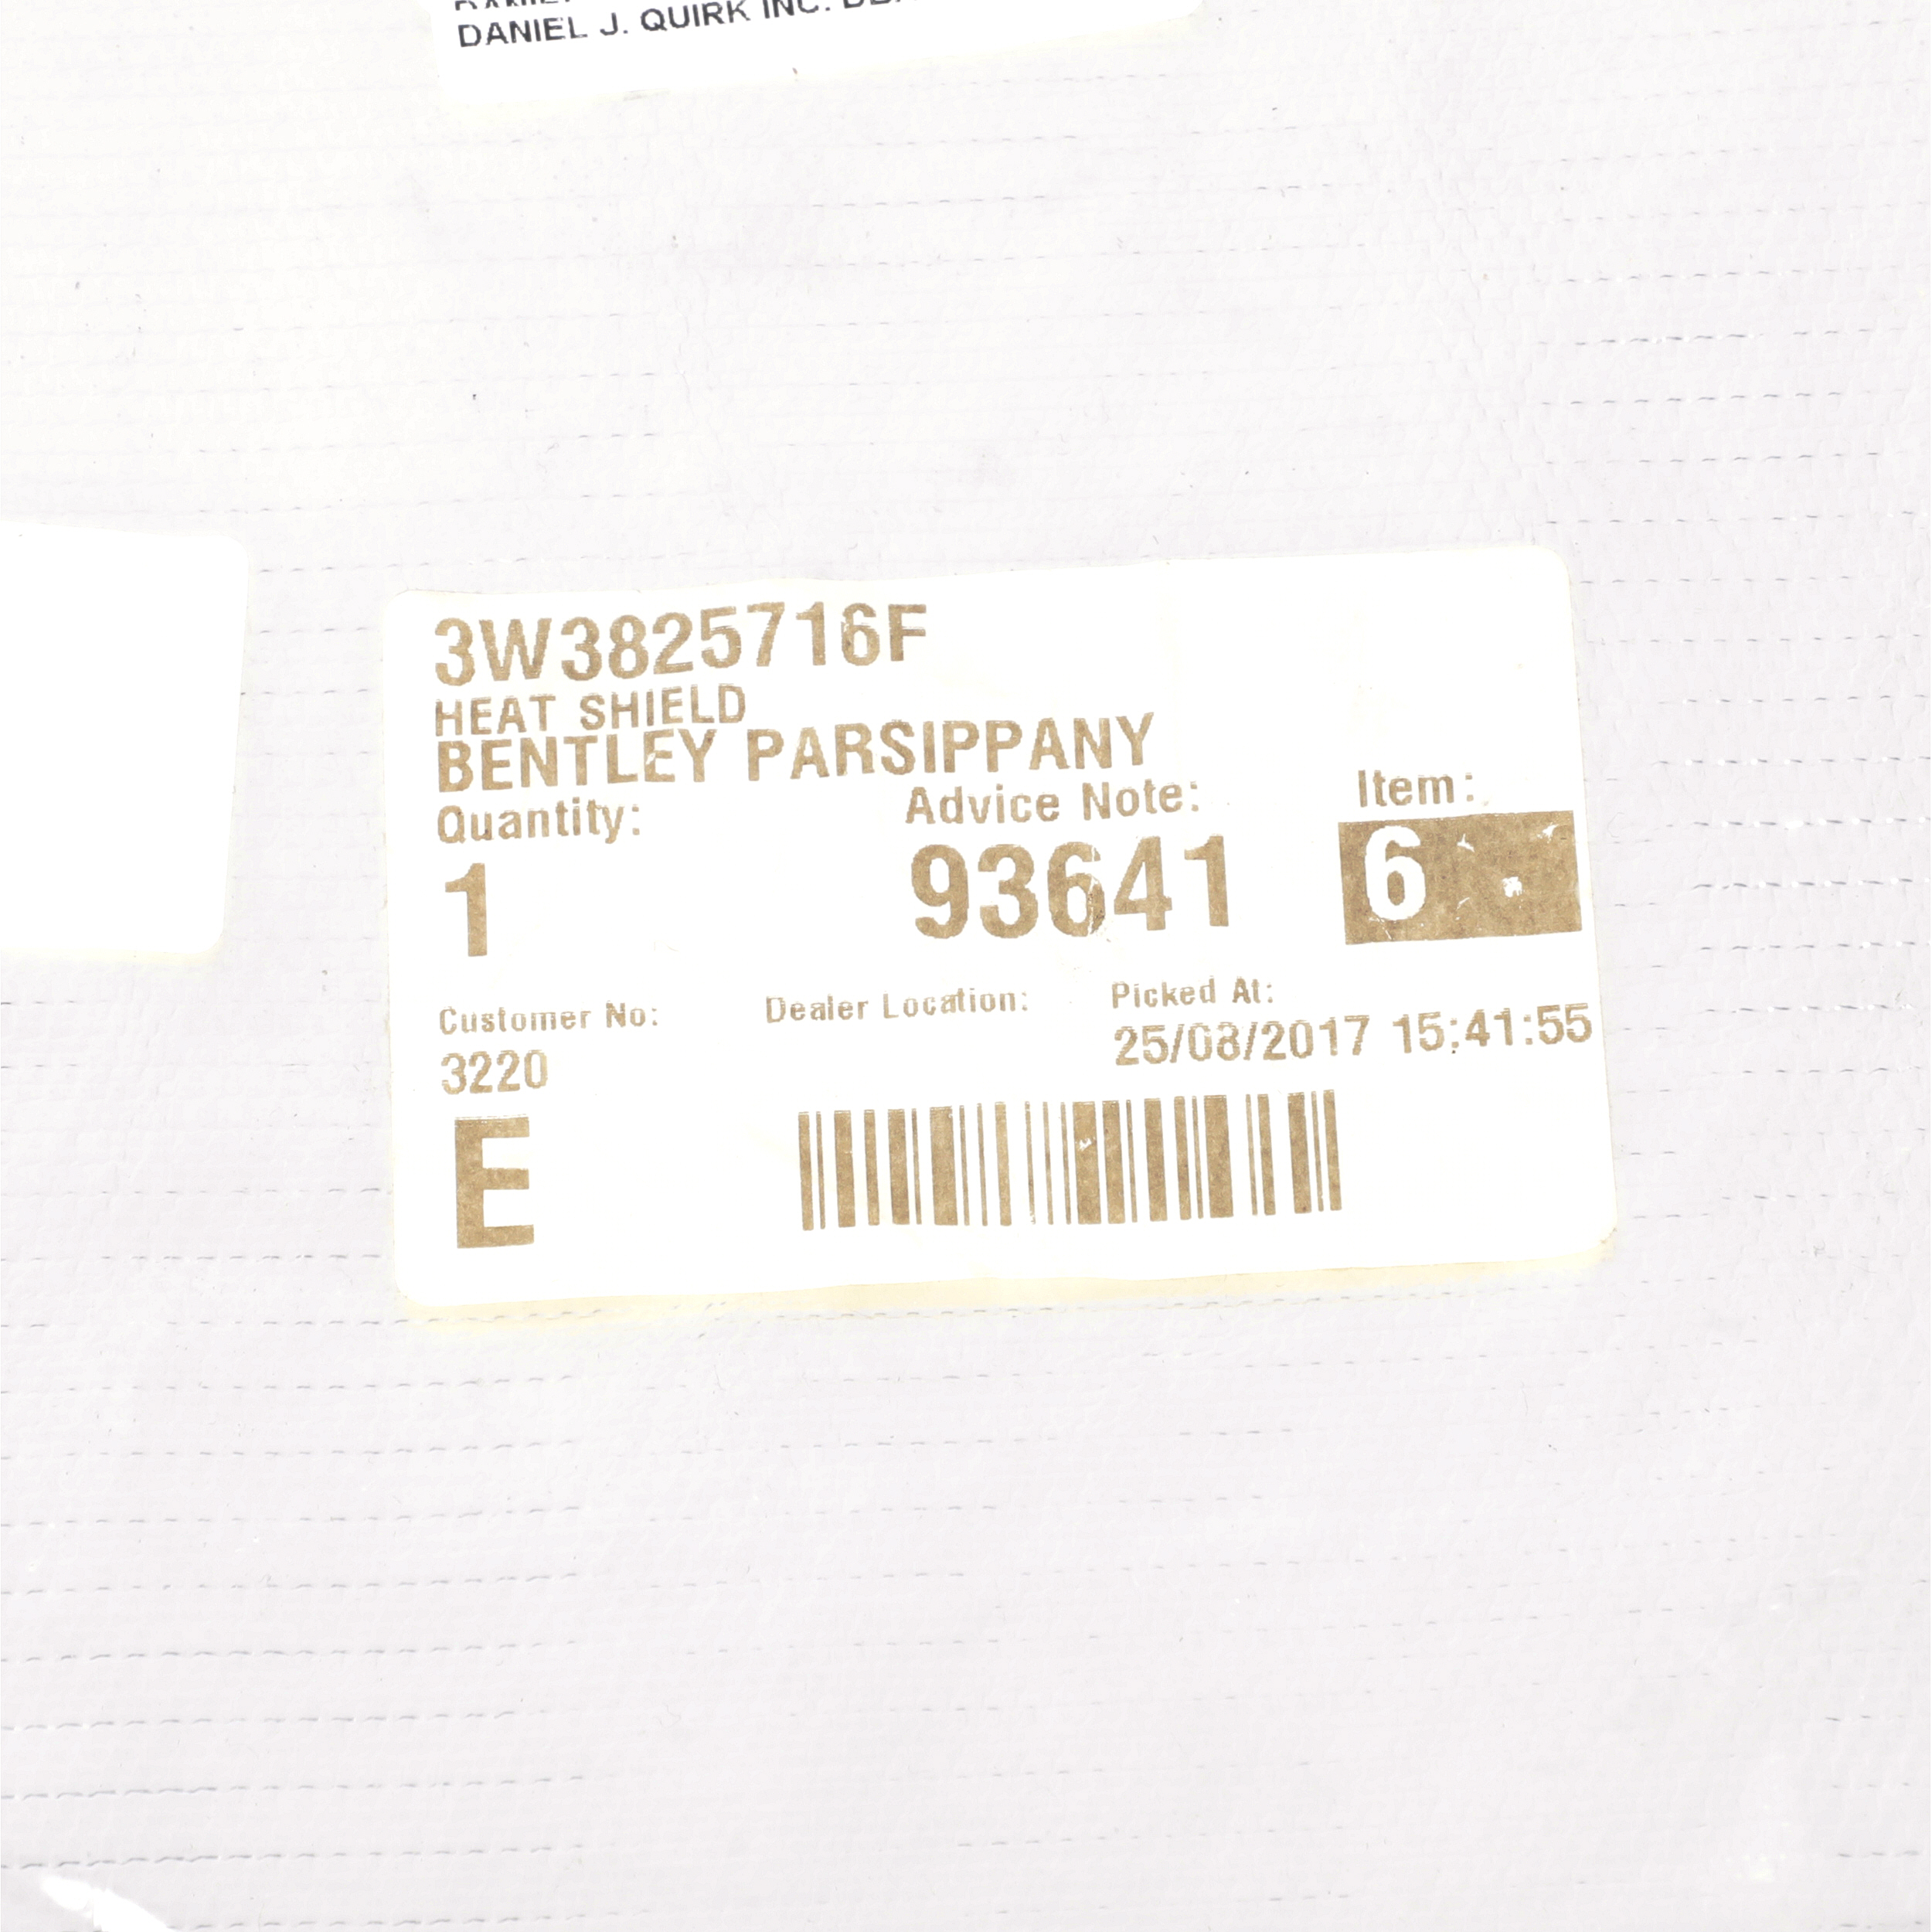 DANIEL J. QUIRK INC.
3W3825716F
HEAT SHIELD
BENTLEY PARSIPPANY
Quantity: Advice Note: Item:
1 93641 6
Customer No: Dealer Location: Picked At:
3220 25/08/2017 15:41:55
E